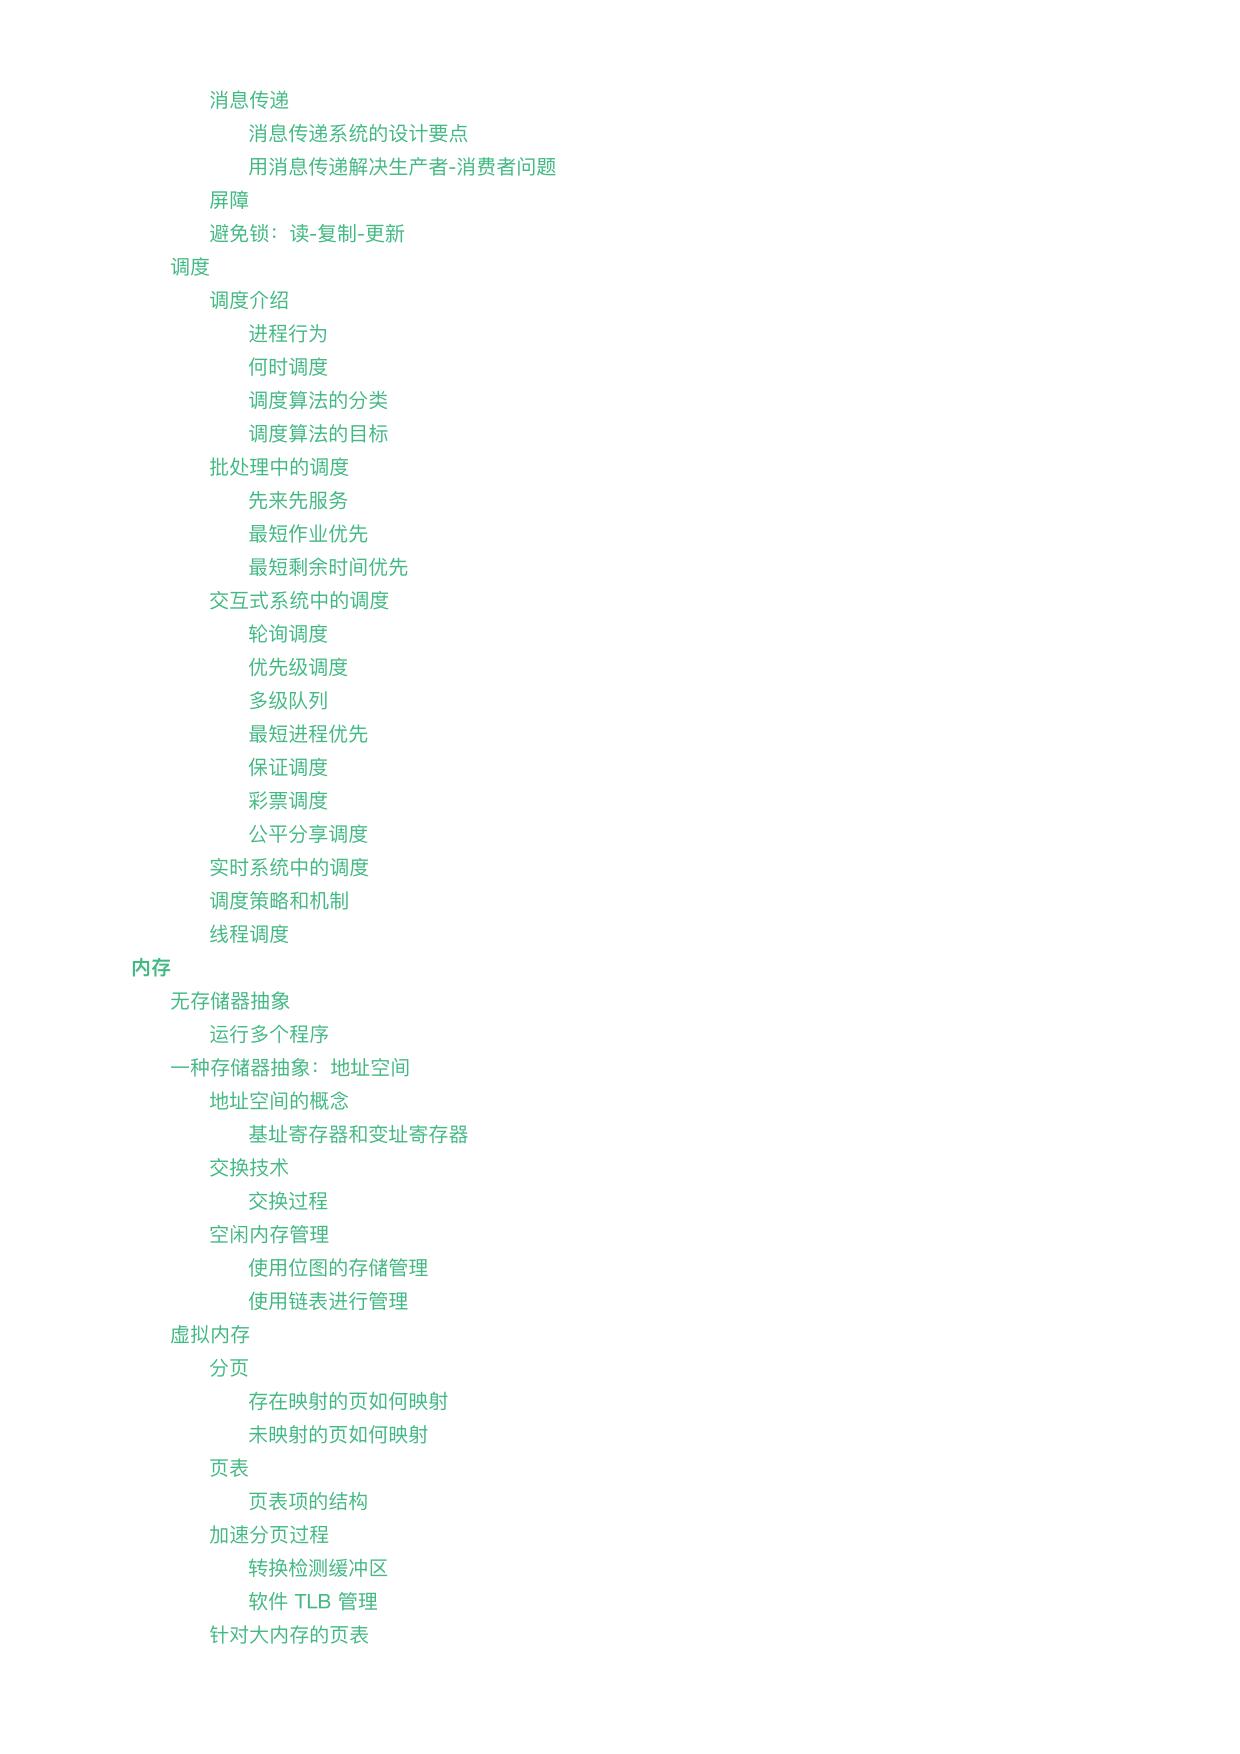 消息传递
消息传递系统的设计要点
用消息传递解决生产者-消费者问题
屏障
避免锁：读-复制-更新
调度
调度介绍
进程行为
何时调度
调度算法的分类
调度算法的目标
批处理中的调度
先来先服务
最短作业优先
最短剩余时间优先
交互式系统中的调度
轮询调度
优先级调度
多级队列
最短进程优先
保证调度
彩票调度
公平分享调度
实时系统中的调度
调度策略和机制
线程调度
内存
无存储器抽象
运行多个程序
一种存储器抽象：地址空间
地址空间的概念
基址寄存器和变址寄存器
交换技术
交换过程
空闲内存管理
使用位图的存储管理
使用链表进行管理
虚拟内存
分页
存在映射的页如何映射
未映射的页如何映射
页表
页表项的结构
加速分页过程
转换检测缓冲区
软件 TLB 管理
针对大内存的页表